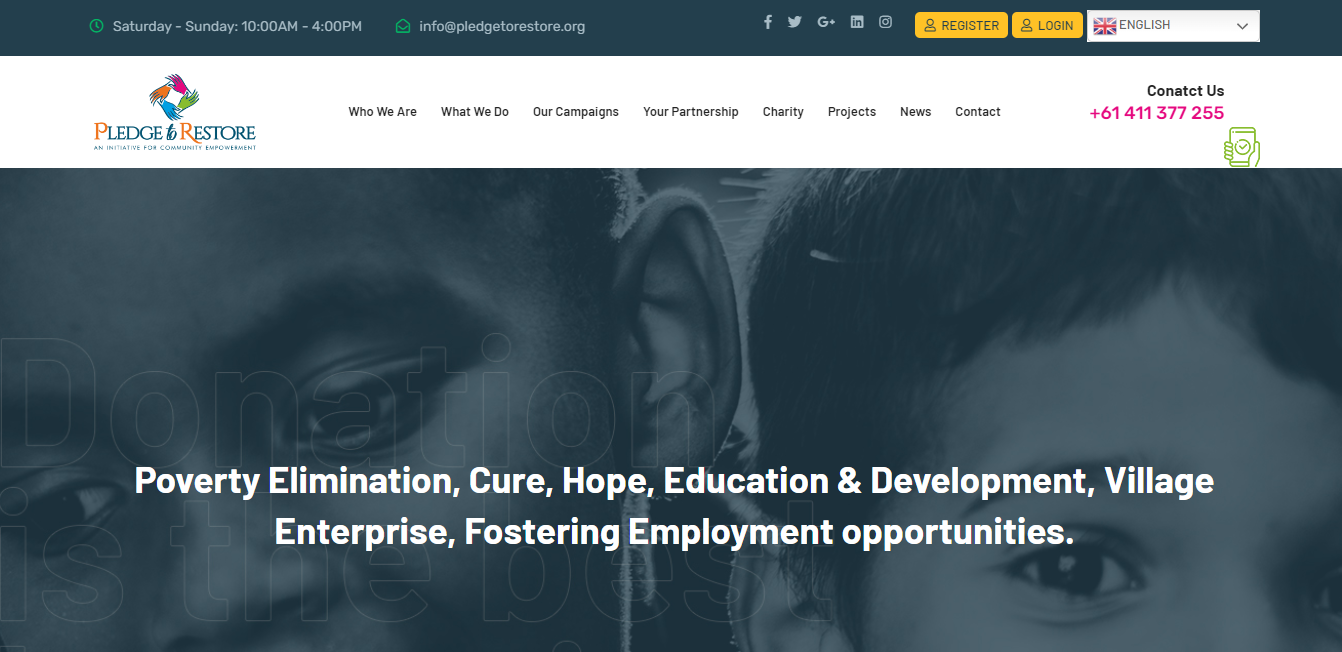 Saturday - Sunday: 10:00AM - 4:00PM
info@pledgetorestore.org
REGISTER
LOGIN
ENGLISH
PLEDGE to RESTORE
AN INITIATIVE FOR COMMUNITY EMPOWERMENT
Who We Are
What We Do
Our Campaigns
Your Partnership
Charity
Projects
News
Contact
Conatct Us
+61 411 377 255
Donation
is the best
Poverty Elimination, Cure, Hope, Education & Development, Village
Enterprise, Fostering Employment opportunities.